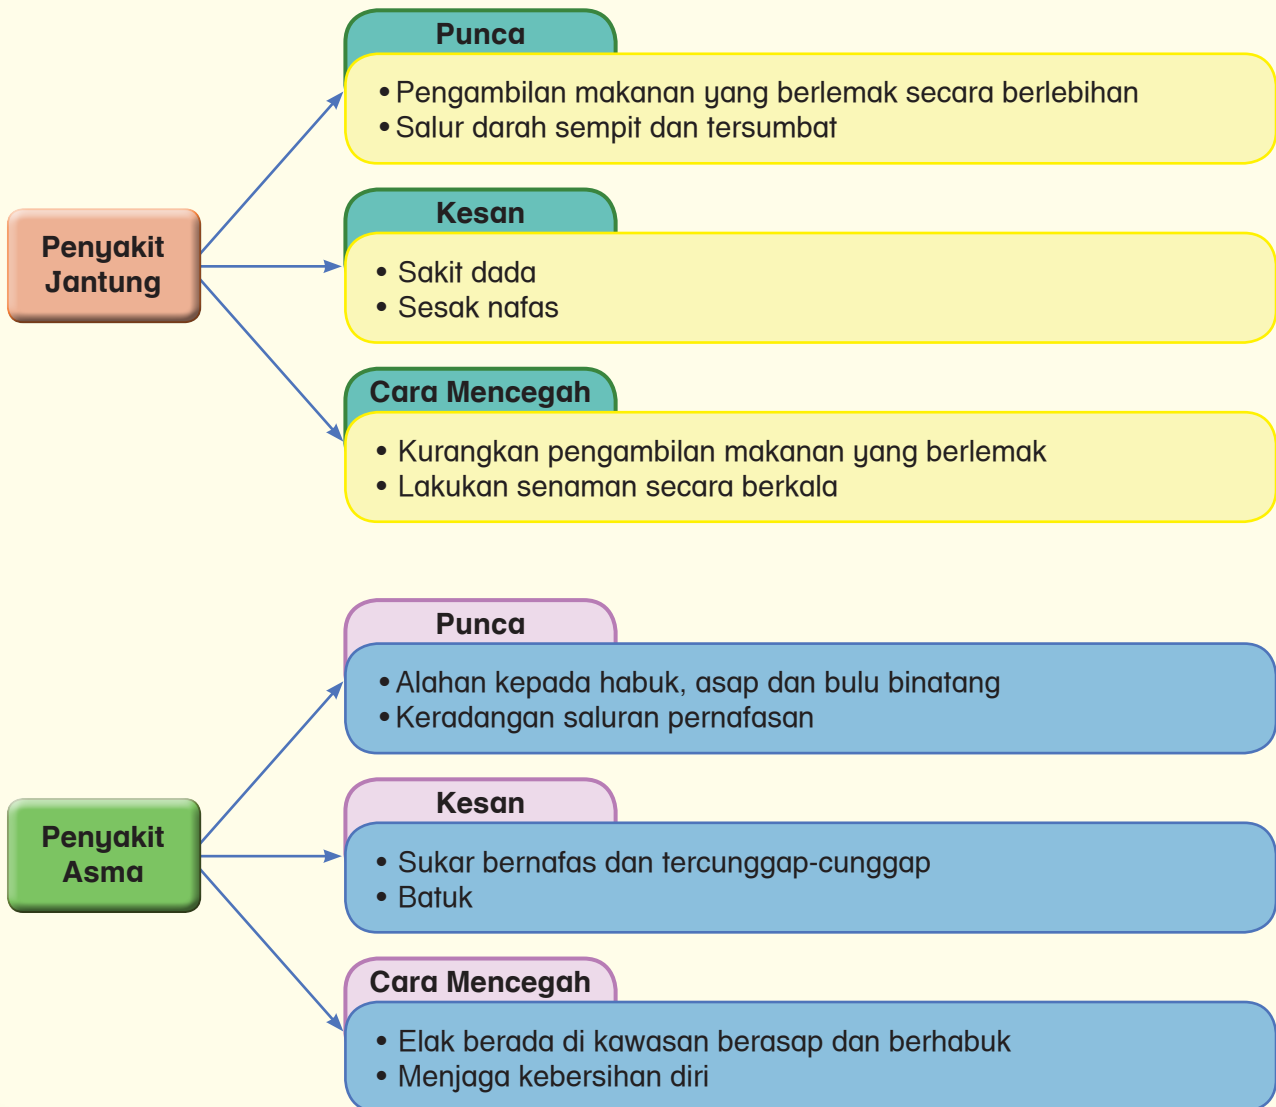 Penyakit
Jantung
Punca
• Pengambilan makanan yang berlemak secara berlebihan
• Salur darah sempit dan tersumbat
Kesan
• Sakit dada
• Sesak nafas
Cara Mencegah
• Kurangkan pengambilan makanan yang berlemak
• Lakukan senaman secara berkala
Penyakit
Asma
Punca
• Alahan kepada habuk, asap dan bulu binatang
• Keradangan saluran pernafasan
Kesan
• Sukar bernafas dan tercunggap-cunggap
• Batuk
Cara Mencegah
• Elak berada di kawasan berasap dan berhabuk
• Menjaga kebersihan diri